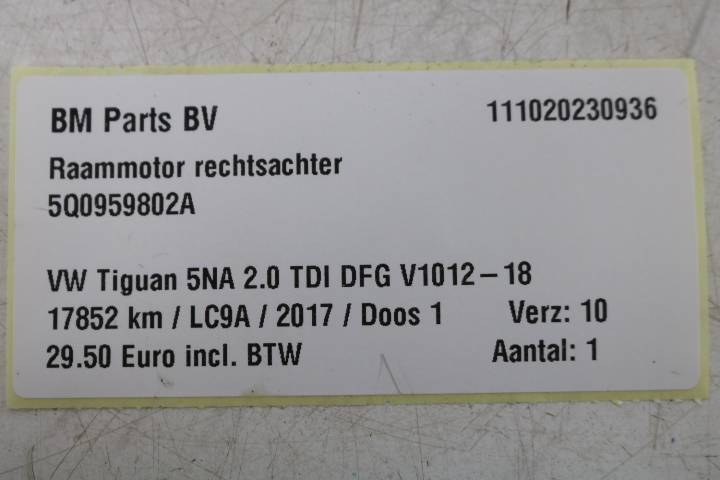 BM Parts BV 111020230936
Raammotor rechtsachter
5Q0959802A
VW Tiguan 5NA 2.0 TDI DFG V1012-18
17852 km / LC9A / 2017 / Doos 1 Verz: 10
29.50 Euro incl. BTW Aantal: 1